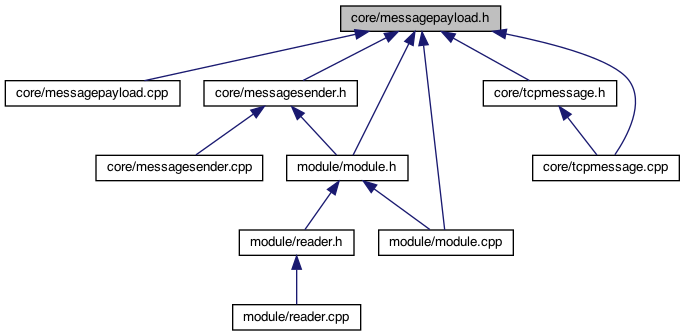 core/messagepayload.h
core/messagepayload.cpp
core/messagesender.h
core/tcpmessage.h
core/messagesender.cpp
module/module.h
core/tcpmessage.cpp
module/reader.h
module/module.cpp
module/reader.cpp